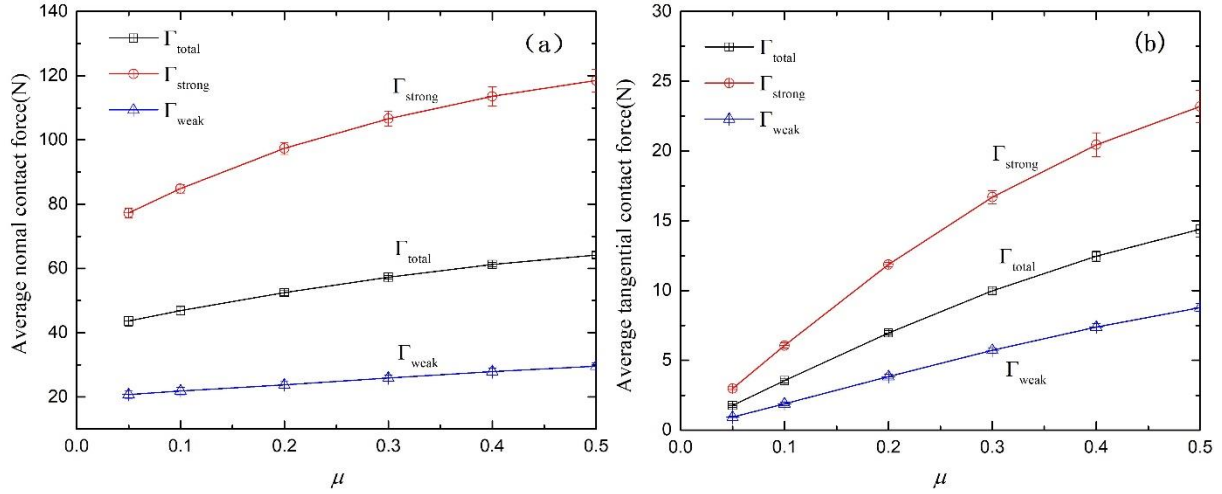 140
120
100
80
60
40
20
Average nomal contact force(N)
Γtotal
Γstrong
Γweak
(a)
Γstrong
Γtotal
Γweak
0.0 0.1 0.2 0.3 0.4 0.5
μ
30
25
20
15
10
5
0
Average tangential contact force(N)
Γtotal
Γstrong
Γweak
(b)
Γstrong
Γtotal
Γweak
0.0 0.1 0.2 0.3 0.4 0.5
μ